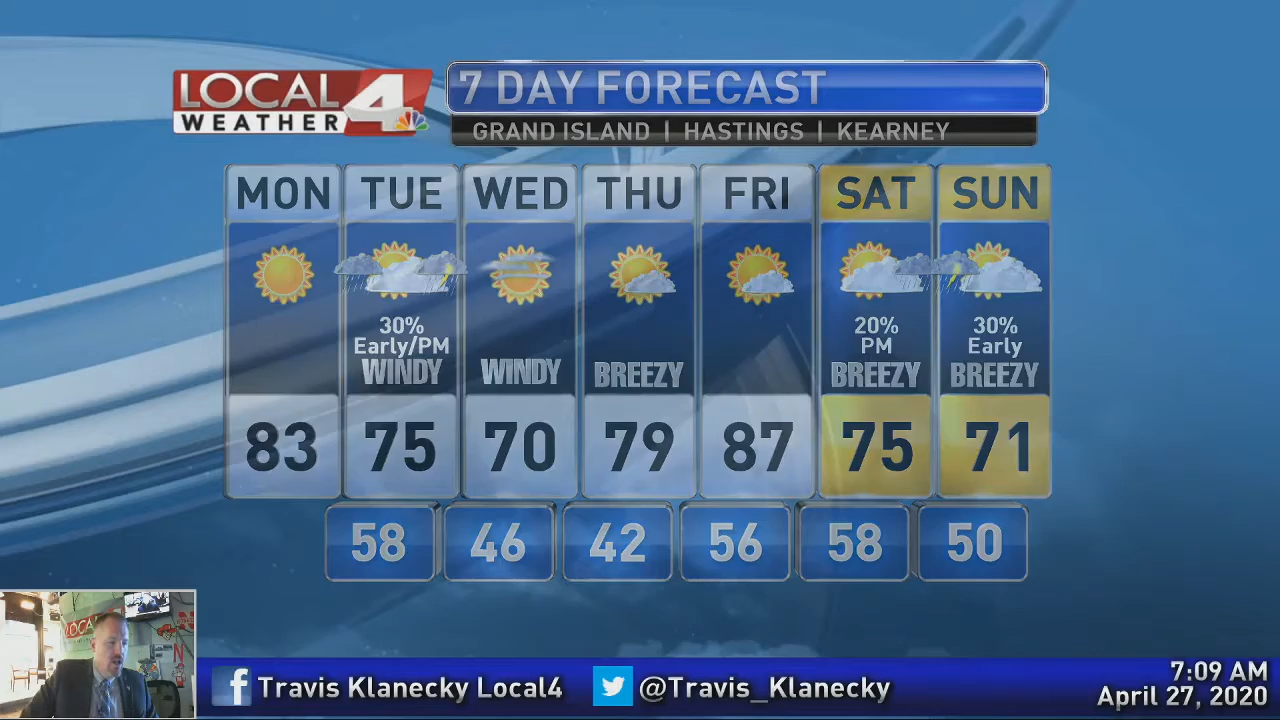 LOCAL 4
WEATHER
7 DAY FORECAST
GRAND ISLAND | HASTINGS | KEARNEY
MON TUE WED THU FRI SAT SUN
30% 20% 30%
Early/PM PM Early
WINDY WINDY BREEZY BREEZY BREEZY
83 75 70 79 87 75 71
58 46 42 56 58 50
LOCAL
f Travis Klanecky Local4 @Travis_Klanecky
7:09 AM
April 27, 2020